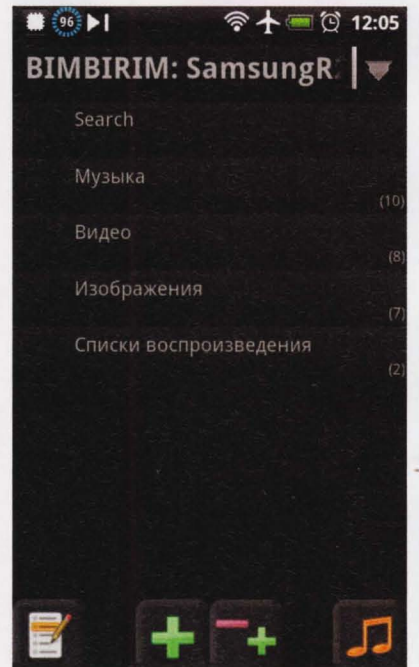 96 12:05
BIMBIRIM: SamsungR
Search
Музыка
(10)
Видео
(8)
Изображения
(7)
Списки воспроизведения
(2)